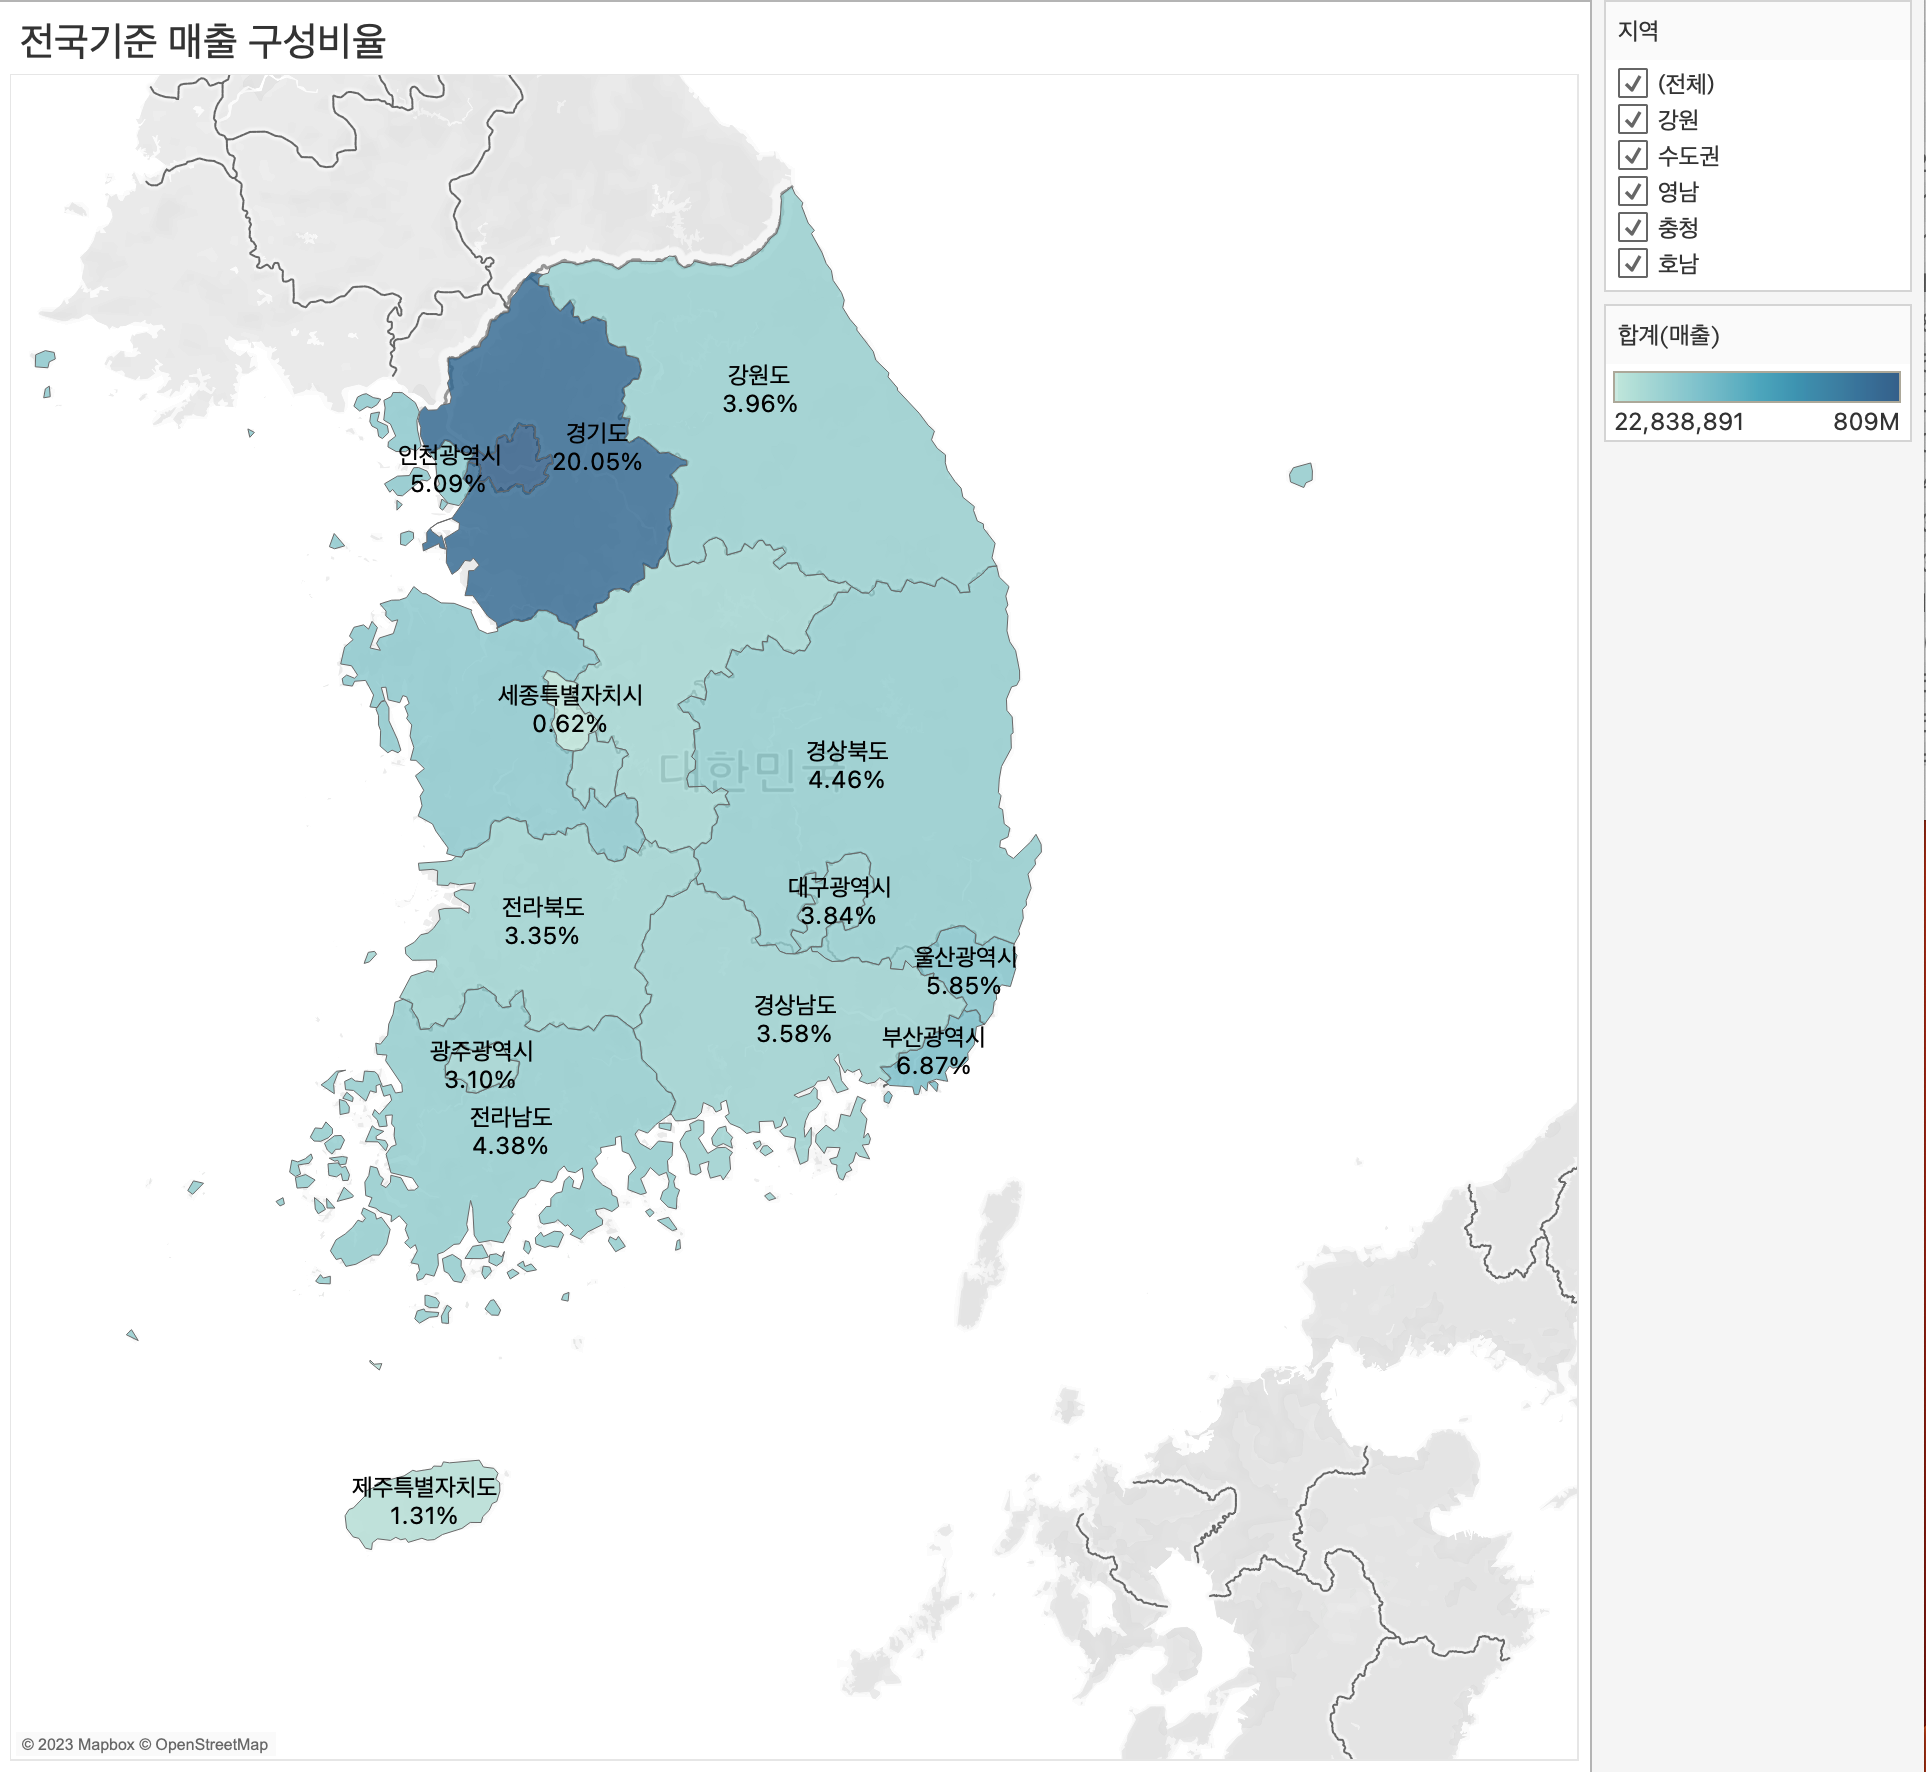 전국기준 매출 구성비율
강원도
3.96%
경기도
20.05%
인천광역시
5.09%
세종특별자치시
0.62%
대한민국
경상북도
4.46%
대구광역시
3.84%
전라북도
3.35%
울산광역시
5.85%
경상남도
3.58%
부산광역시
6.87%
광주광역시
3.10%
전라남도
4.38%
제주특별자치도
1.31%
© 2023 Mapbox © OpenStreetMap
지역
(전체)
강원
수도권
영남
충청
호남
합계(매출)
22,838,891 809M